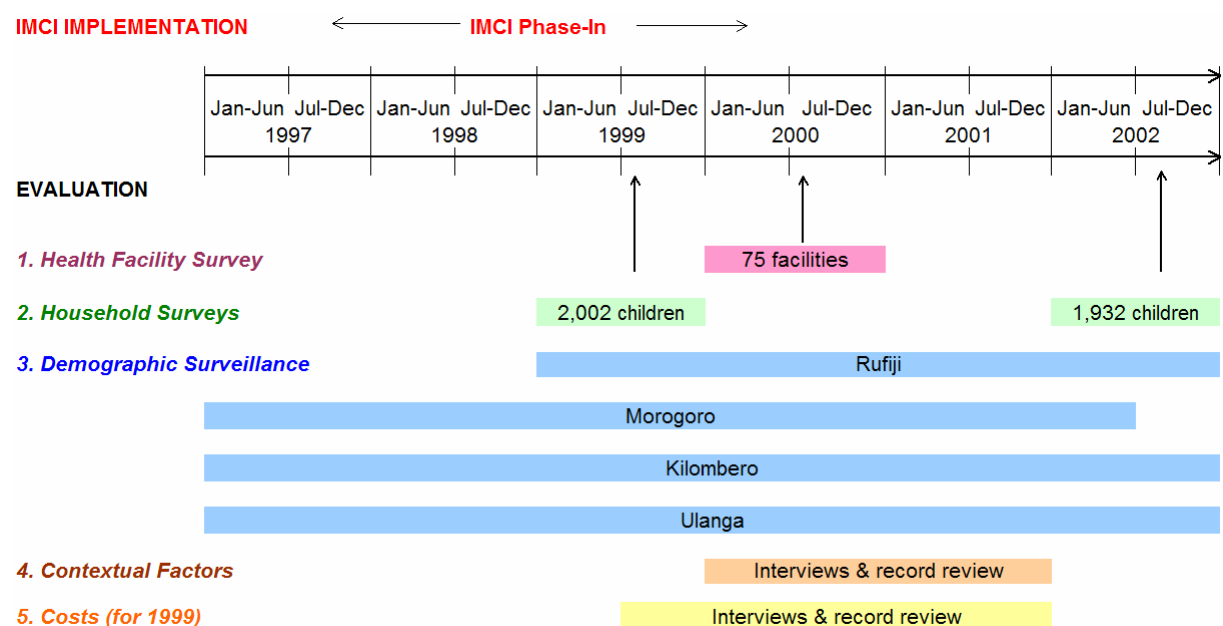 IMCI IMPLEMENTATION IMCI Phase-In
Jan-Jun Jul-Dec Jan-Jun Jul-Dec Jan-Jun Jul-Dec Jan-Jun Jul-Dec Jan-Jun Jul-Dec Jan-Jun Jul-Dec
1997 1998 1999 2000 2001 2002
EVALUATION
1. Health Facility Survey 75 facilities
2. Household Surveys 2,002 children 1,932 children
3. Demographic Surveillance Rufiji
Morogoro
Kilombero
Ulanga
4. Contextual Factors Interviews & record review
5. Costs (for 1999) Interviews & record review